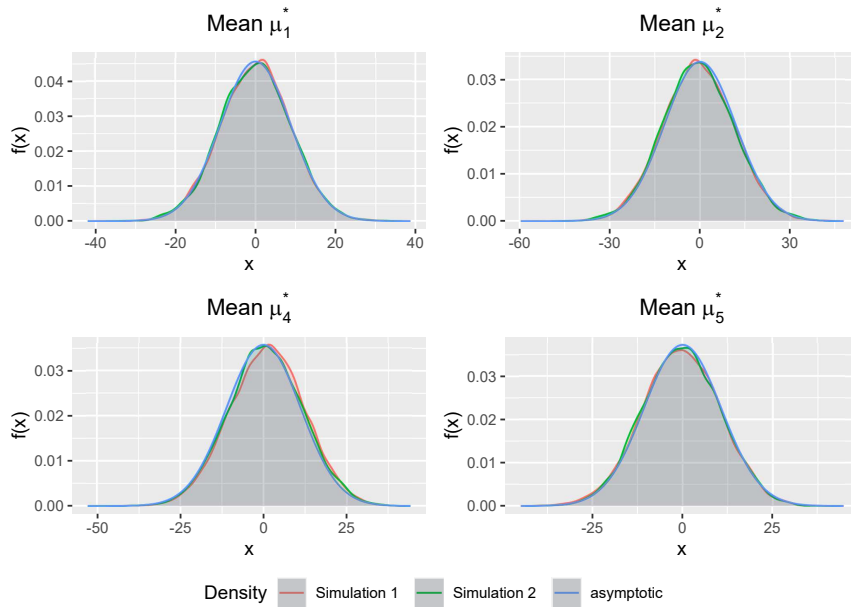 Mean μ*1 Mean μ*2
0.04
0.03
0.02
0.01
0.00
f(x)
-40 -20 0 20 40
x
0.03
0.02
0.01
0.00
f(x)
-60 -30 0 30
x
Mean μ*4 Mean μ*5
0.03
0.02
0.01
0.00
f(x)
-50 -25 0 25
x
0.03
0.02
0.01
0.00
f(x)
-25 0 25
x
Density Simulation 1 Simulation 2 asymptotic